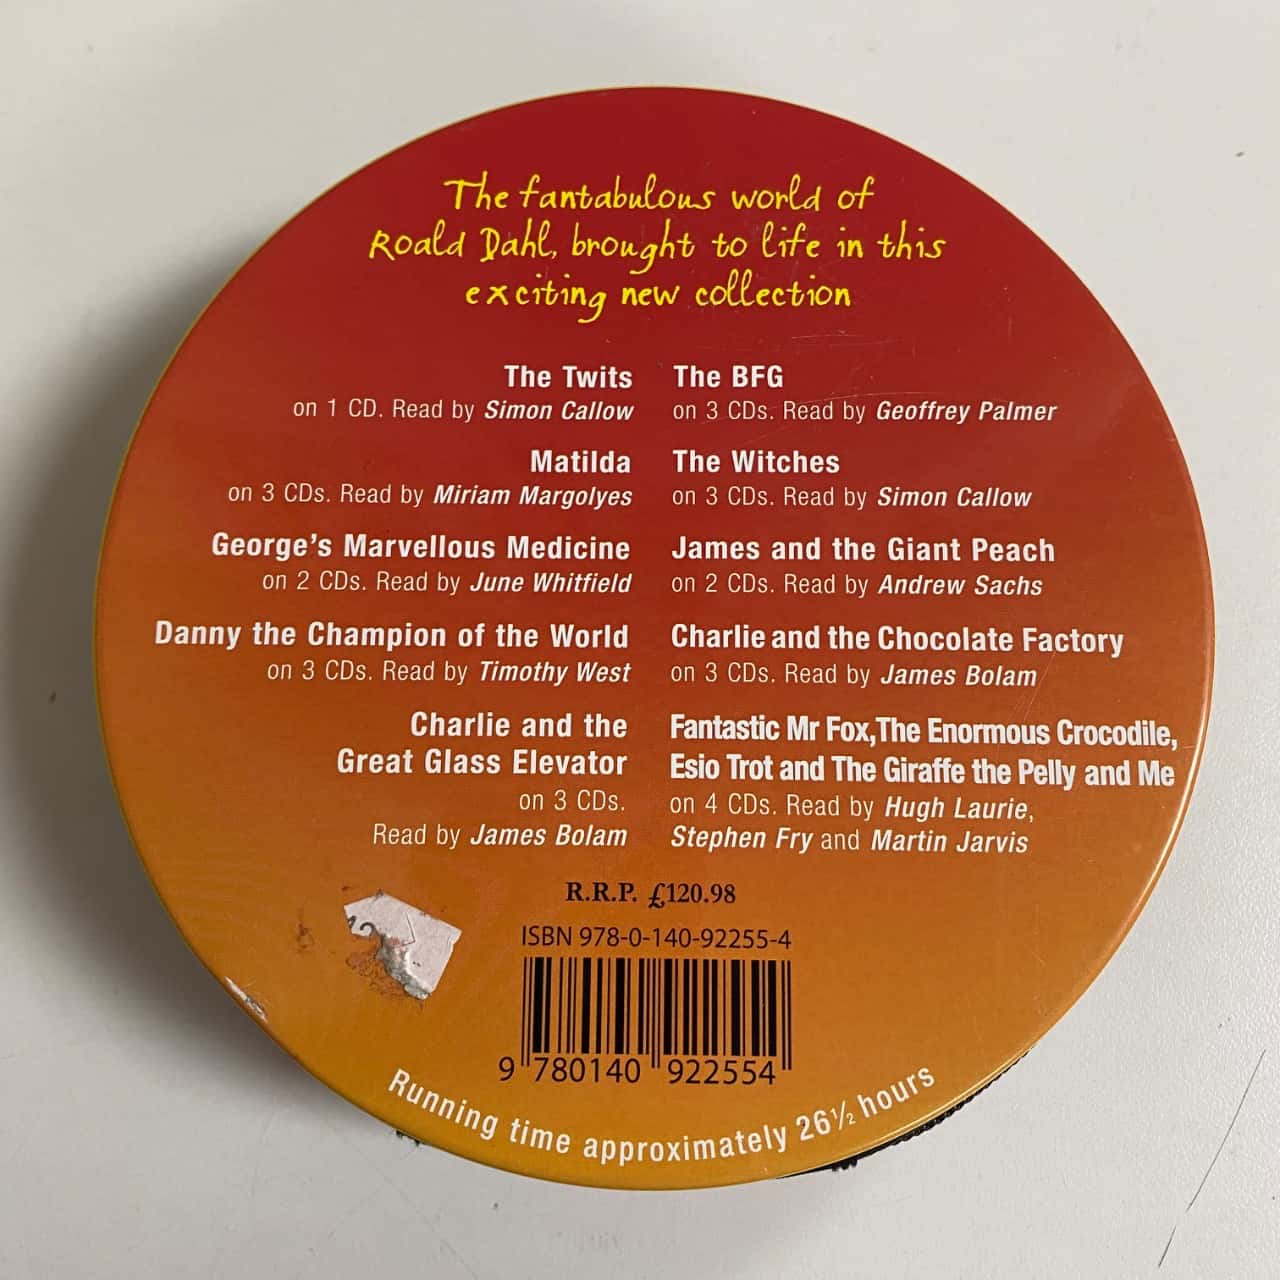 The fantabulous world of
Roald Dahl, brought to life in this
exciting new collection
The Twits
on 1 CD. Read by Simon Callow
Matilda
on 3 CDs. Read by Miriam Margolyes
George's Marvellous Medicine
on 2 CDs. Read by June Whitfield
Danny the Champion of the World
on 3 CDs. Read by Timothy West
Charlie and the
Great Glass Elevator
on 3 CDs.
Read by James Bolam
The BFG
on 3 CDs. Read by Geoffrey Palmer
The Witches
on 3 CDs. Read by Simon Callow
James and the Giant Peach
on 2 CDs. Read by Andrew Sachs
Charlie and the Chocolate Factory
on 3 CDs. Read by James Bolam
Fantastic Mr Fox,The Enormous Crocodile,
Esio Trot and The Giraffe the Pelly and Me
on 4 CDs. Read by Hugh Laurie,
Stephen Fry and Martin Jarvis
R.R.P. £120.98
ISBN 978-0-140-92255-4
9 780140 922554
Running time approximately 26½ hours